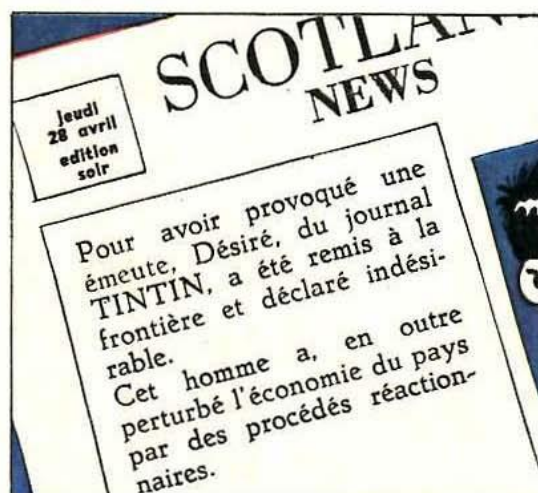 SCOTLAN
NEWS
jeudi
28 avril
edition
soir
Pour avoir provoqué une
émeute, Désiré, du journal
TINTIN, a été remis à la
frontière et déclaré indési-
rable.
Cet homme a, en outre
perturbé l'économie du pays
par des procédés réaction-
naires.